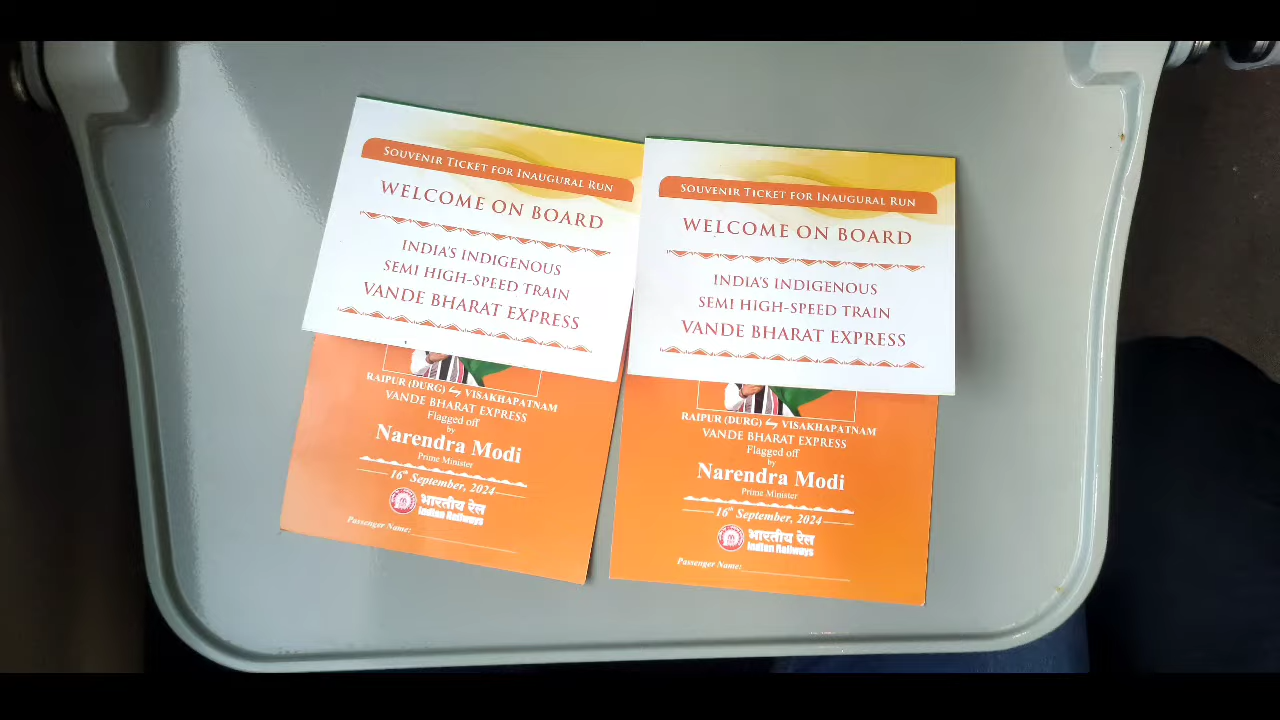 SOUVENIR TICKET FOR INAUGURAL RUN
WELCOME ON BOARD
INDIA'S INDIGENOUS
SEMI HIGH-SPEED TRAIN
VANDE BHARAT EXPRESS
RAIPUR (DURG) VISAKHAPATNAM
VANDE BHARAT EXPRESS
Flagged off
by
Narendra Modi
Prime Minister
16th September, 2024
भारतीय रेल
Indian Railways
Passenger Name:
SOUVENIR TICKET FOR INAUGURAL RUN
WELCOME ON BOARD
INDIA'S INDIGENOUS
SEMI HIGH-SPEED TRAIN
VANDE BHARAT EXPRESS
RAIPUR (DURG) VISAKHAPATNAM
VANDE BHARAT EXPRESS
Flagged off
by
Narendra Modi
Prime Minister
16th September, 2024
भारतीय रेल
Indian Railways
Passenger Name: